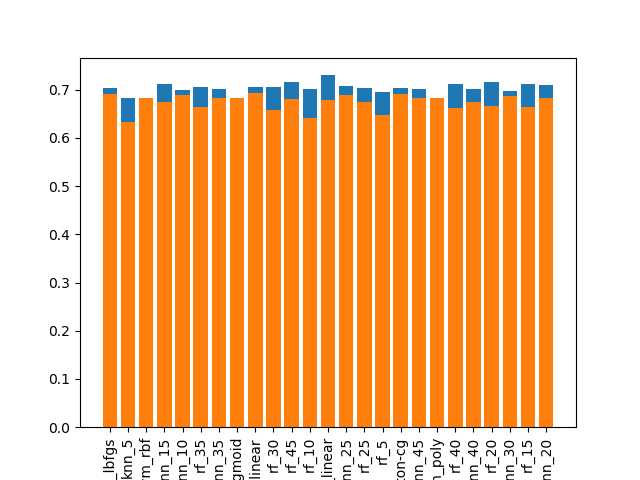 0.7
0.6
0.5
0.4
0.3
0.2
0.1
0.0
_lbfgs
knn_5
m_rbf
nn_15
nn_10
rf_35
nn_35
gmoid
linear
rf_30
rf_45
rf_10
linear
nn_25
rf_25
rf_5
on-cg
nn_45
_poly
rf_40
nn_40
rf_20
nn_30
rf_15
nn_20